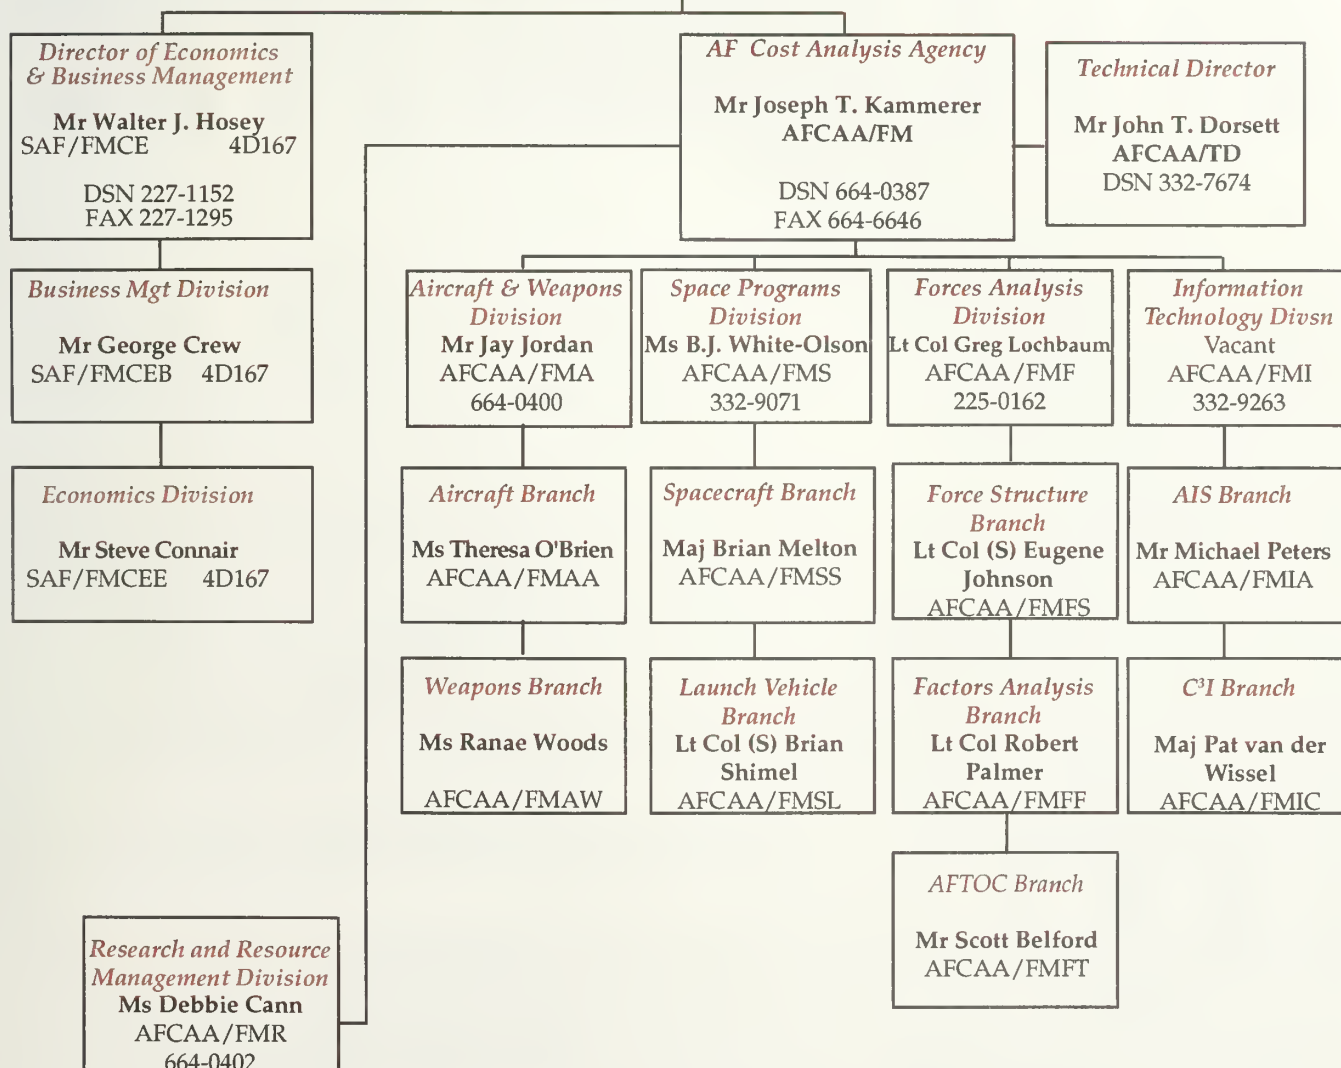 Director of Economics
& Business Management
Mr Walter J. Hosey
SAF/FMCE 4D167
DSN 227-1152
FAX 227-1295
AF Cost Analysis Agency
Mr Joseph T. Kammerer
AFCAA/FM
DSN 664-0387
FAX 664-6646
Technical Director
Mr John T. Dorsett
AFCAA/TD
DSN 332-7674
Business Mgt Division
Mr George Crew
SAF/FMCEB 4D167
Aircraft & Weapons
Division
Mr Jay Jordan
AFCAA/FMA
664-0400
Space Programs
Division
Ms B.J. White-Olson
AFCAA/FMS
332-9071
Forces Analysis
Division
Lt Col Greg Lochbaum
AFCAA/FMF
225-0162
Information
Technology Divsn
Vacant
AFCAA/FMI
332-9263
Economics Division
Mr Steve Connair
SAF/FMCEE 4D167
Aircraft Branch
Ms Theresa O'Brien
AFCAA/FMAA
Spacecraft Branch
Maj Brian Melton
AFCAA/FMSS
Force Structure
Branch
Lt Col (S) Eugene
Johnson
AFCAA/FMFS
AIS Branch
Mr Michael Peters
AFCAA/FMIA
Weapons Branch
Ms Ranae Woods
AFCAA/FMAW
Launch Vehicle
Branch
Lt Col (S) Brian
Shimel
AFCAA/FMSL
Factors Analysis
Branch
Lt Col Robert
Palmer
AFCAA/FMFF
C³I Branch
Maj Pat van der
Wissel
AFCAA/FMIC
AFTOC Branch
Mr Scott Belford
AFCAA/FMFT
Research and Resource
Management Division
Ms Debbie Cann
AFCAA/FMR
664-0402